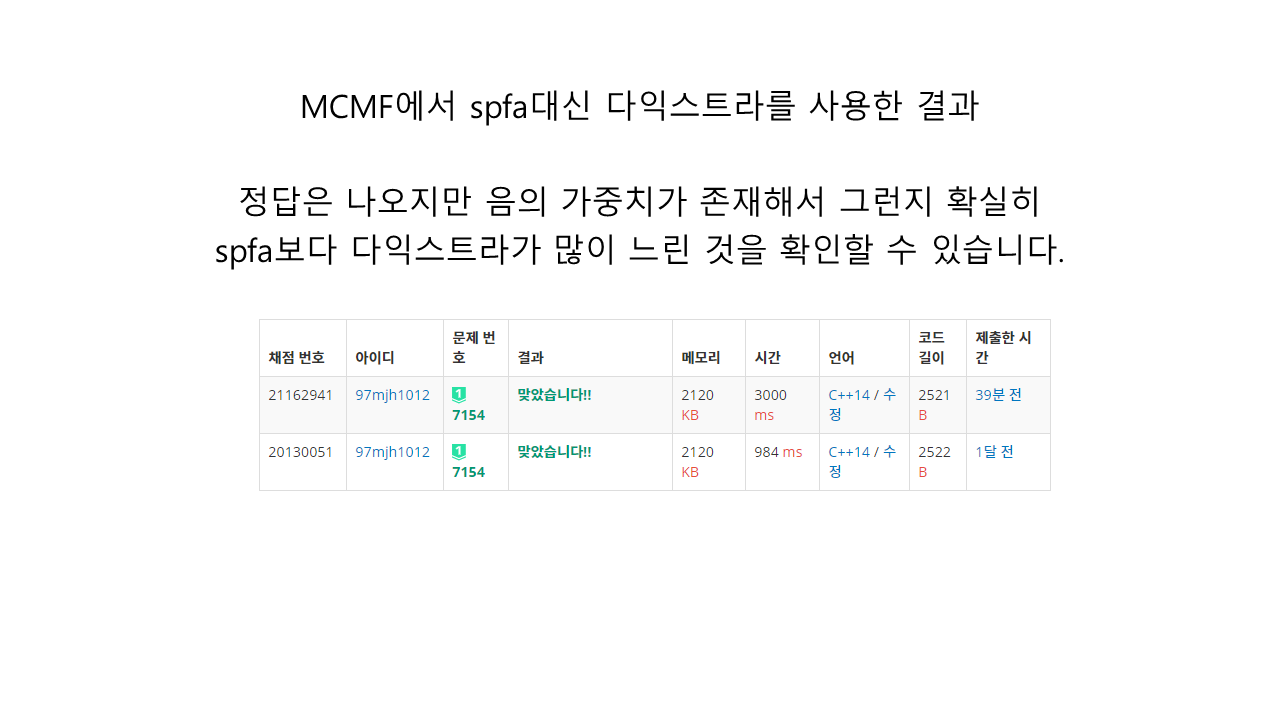 MCMF에서 spfa대신 다익스트라를 사용한 결과
정답은 나오지만 음의 가중치가 존재해서 그런지 확실히
spfa보다 다익스트라가 많이 느린 것을 확인할 수 있습니다.
채점 번호 아이디 문제 번호 결과 메모리 시간 언어 코드 길이 제출한 시간
21162941 97mjh1012 1 7154 맞았습니다!! 2120 KB 3000 ms C++14 / 수정 2521 B 39분 전
20130051 97mjh1012 1 7154 맞았습니다!! 2120 KB 984 ms C++14 / 수정 2522 B 1달 전